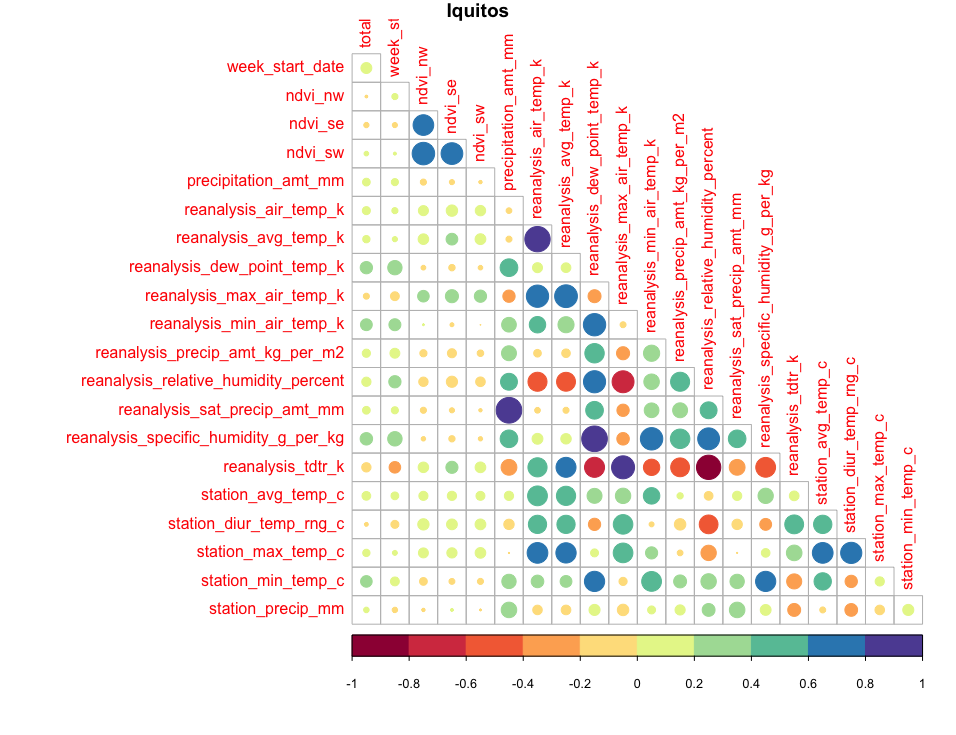 Iquitos
total
week_st
ndvi_nw
ndvi_se
ndvi_sw
precipitation_amt_mm
reanalysis_air_temp_k
reanalysis_avg_temp_k
reanalysis_dew_point_temp_k
reanalysis_max_air_temp_k
reanalysis_min_air_temp_k
reanalysis_precip_amt_kg_per_m2
reanalysis_relative_humidity_percent
reanalysis_sat_precip_amt_mm
reanalysis_specific_humidity_g_per_kg
reanalysis_tdtr_k
station_avg_temp_c
station_diur_temp_rng_c
station_max_temp_c
station_min_temp_c
week_start_date
ndvi_nw
ndvi_se
ndvi_sw
precipitation_amt_mm
reanalysis_air_temp_k
reanalysis_avg_temp_k
reanalysis_dew_point_temp_k
reanalysis_max_air_temp_k
reanalysis_min_air_temp_k
reanalysis_precip_amt_kg_per_m2
reanalysis_relative_humidity_percent
reanalysis_sat_precip_amt_mm
reanalysis_specific_humidity_g_per_kg
reanalysis_tdtr_k
station_avg_temp_c
station_diur_temp_rng_c
station_max_temp_c
station_min_temp_c
station_precip_mm
-1 -0.8 -0.6 -0.4 -0.2 0 0.2 0.4 0.6 0.8 1